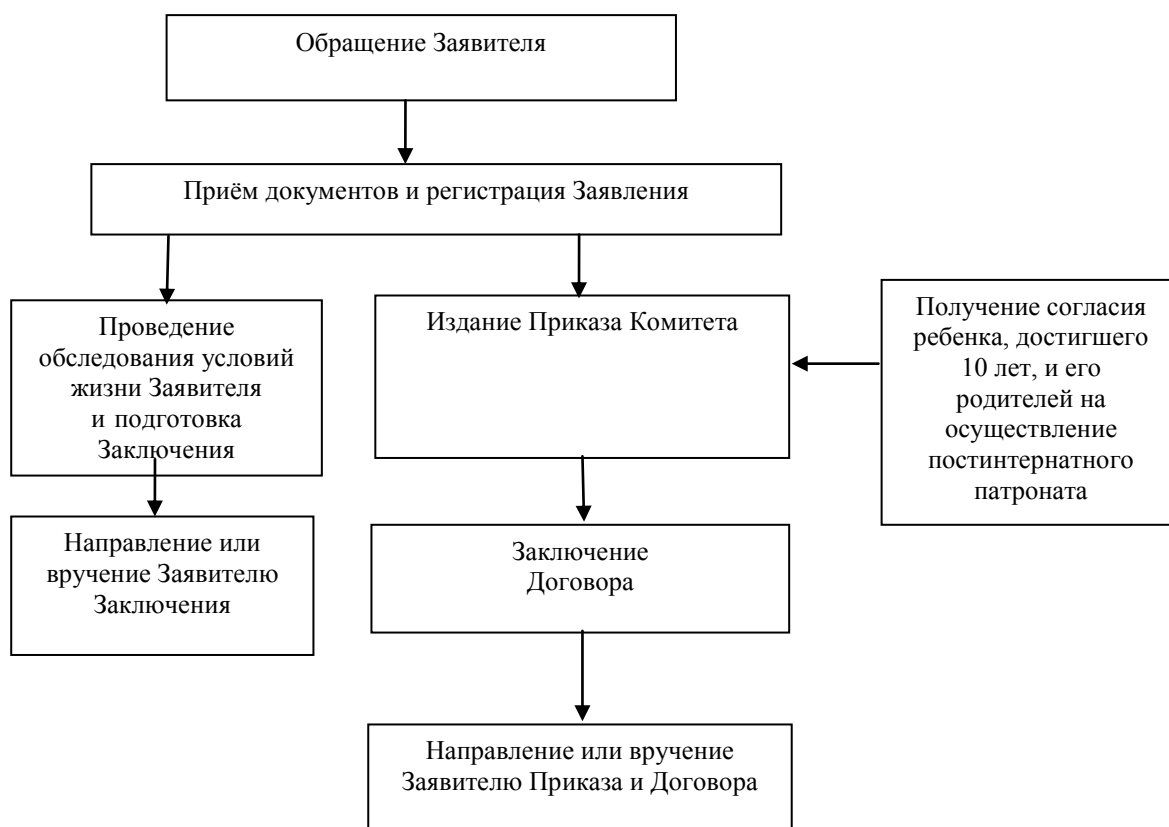 Обращение Заявителя
Приём документов и регистрация Заявления
Проведение
обследования условий
жизни Заявителя
и подготовка
Заключения
Издание Приказа Комитета
Получение согласия
ребенка, достигшего
10 лет, и его
родителей на
осуществление
постинтернатного
патроната
Направление или
вручение Заявителю
Заключения
Заключение
Договора
Направление или вручение
Заявителю Приказа и Договора